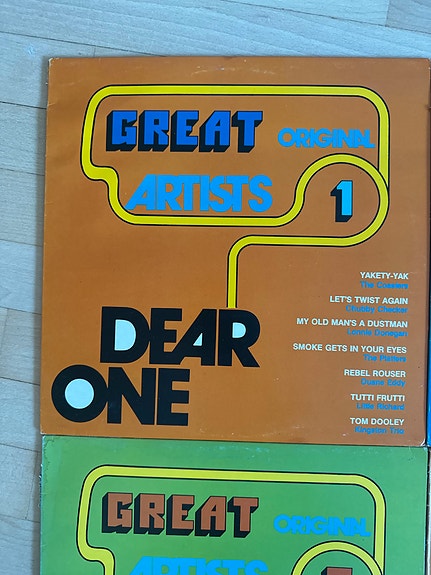 GREAT ORIGINAL
ARTISTS 1
YAKETY-YAK
The Coasters
LET'S TWIST AGAIN
Chubby Checker
MY OLD MAN'S A DUSTMAN
Lonnie Donegan
SMOKE GETS IN YOUR EYES
The Platters
REBEL ROUSER
Duane Eddy
TUTTI FRUTTI
Little Richard
TOM DOOLEY
Kingston Trio
DEAR
ONE
GREAT ORIGINAL
ARTISTS